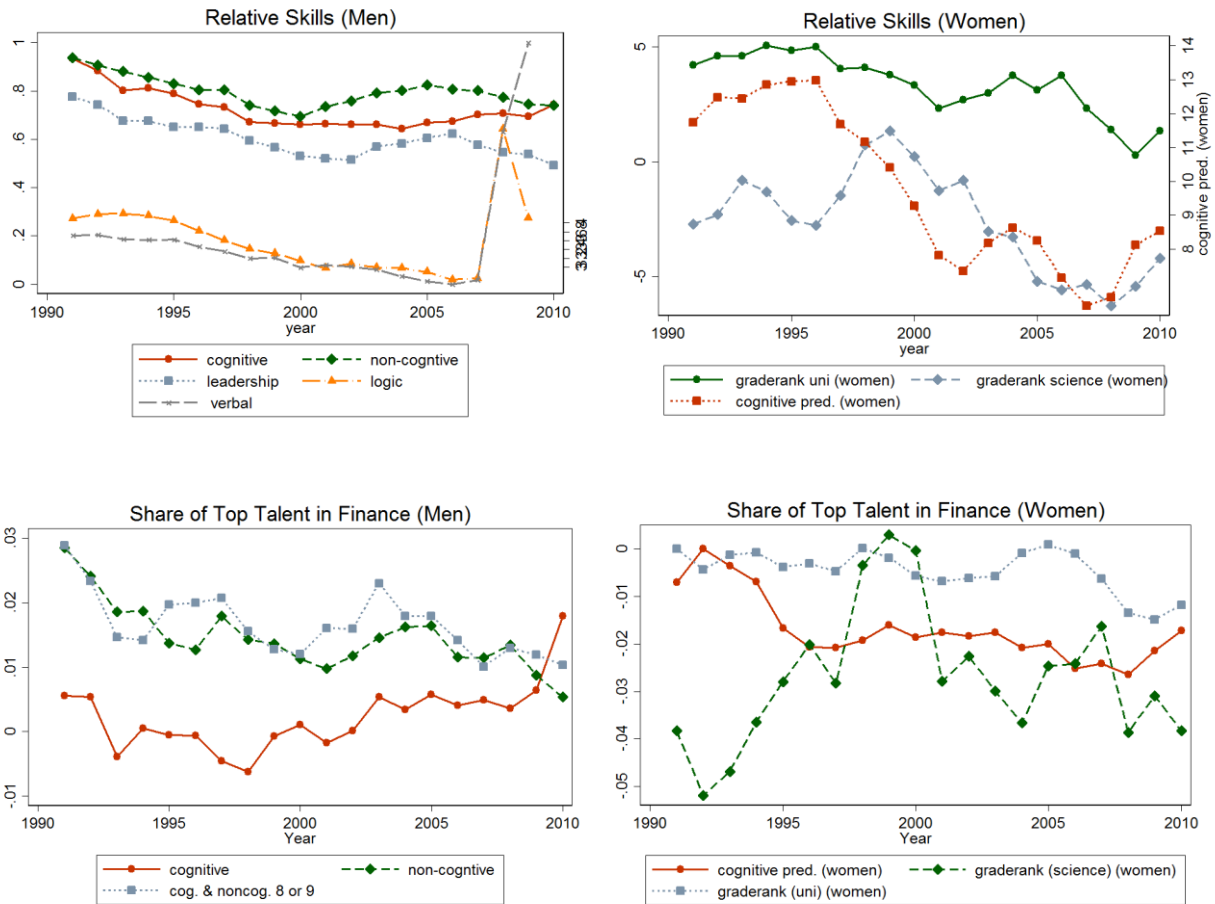 Relative Skills (Men)
1
.8
.6
.4
.2
0
1990
1995
2000
2005
2010
year
cognitive
non-cogntive
leadership
logic
verbal
Relative Skills (Women)
5
0
-5
14
13
12
11
10
9
8
cognitive pred. (women)
1990
1995
2000
2005
2010
year
graderank uni (women)
graderank science (women)
cognitive pred. (women)
Share of Top Talent in Finance (Men)
.03
.02
.01
0
-.01
1990
1995
2000
2005
2010
Year
cognitive
non-cogntive
cog. & noncog. 8 or 9
Share of Top Talent in Finance (Women)
0
-.01
-.02
-.03
-.04
-.05
1990
1995
2000
2005
2010
Year
cognitive pred. (women)
graderank (science) (women)
graderank (uni) (women)